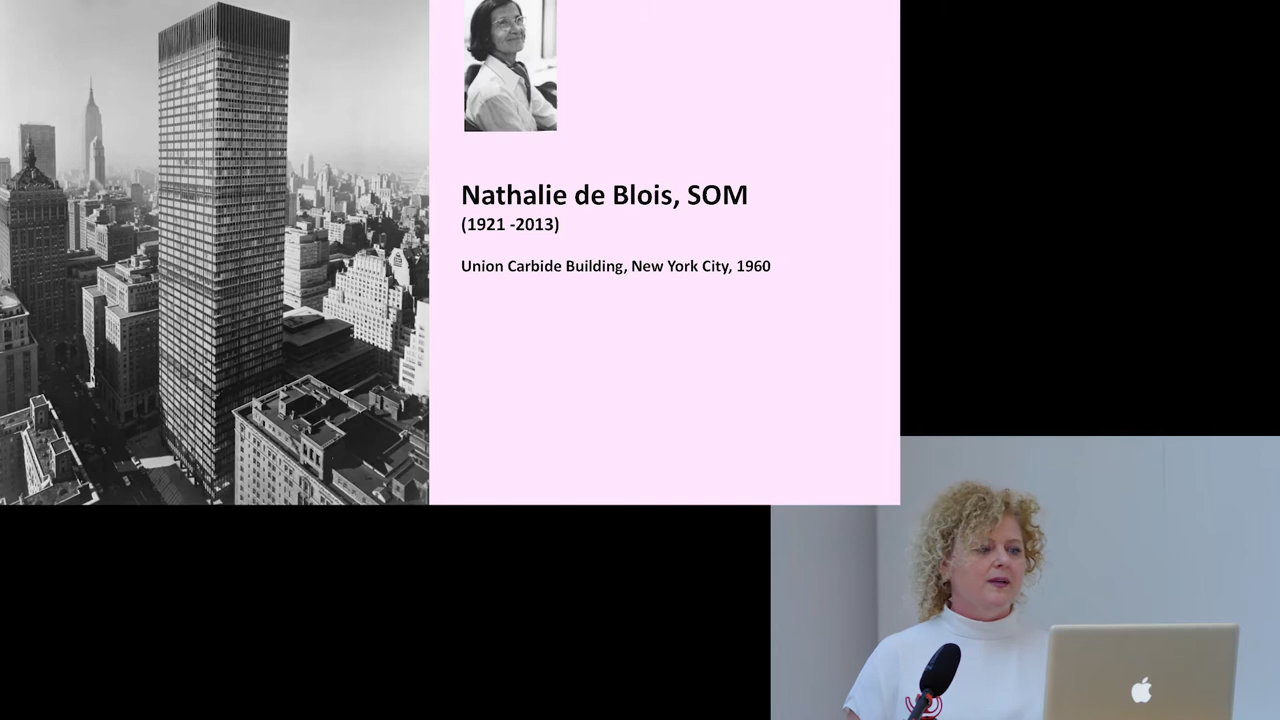 Nathalie de Blois, SOM
(1921 -2013)
Union Carbide Building, New York City, 1960